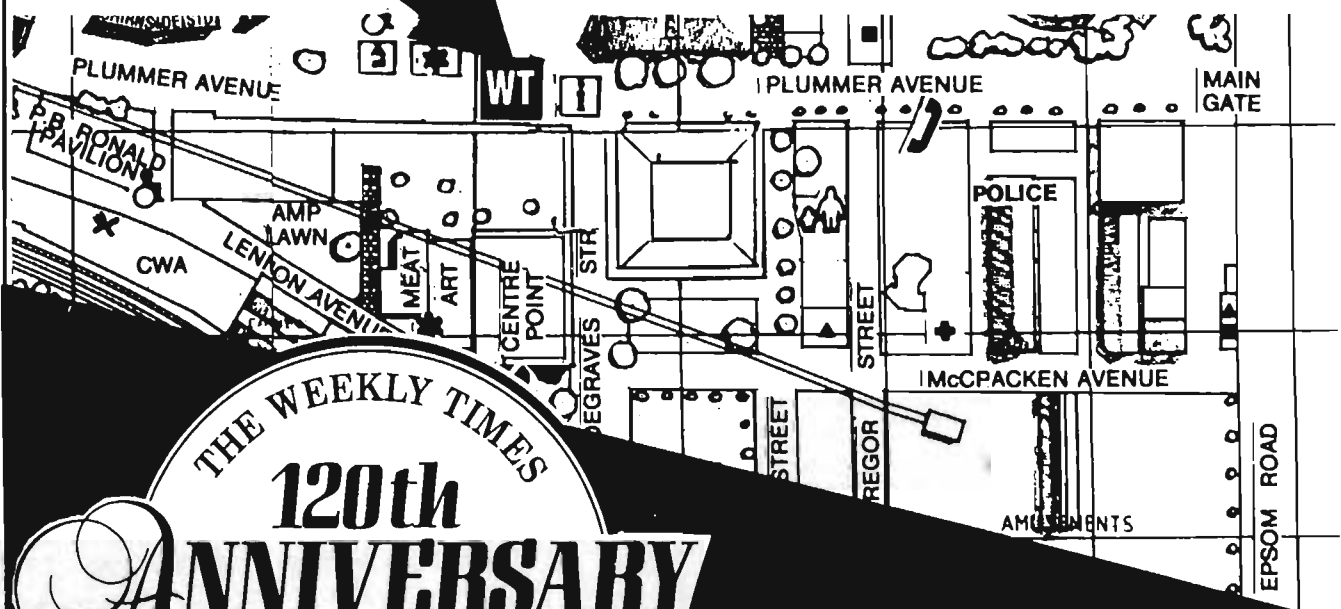 PLUMMER AVENUE
WT
PLUMMER AVENUE
MAIN
GATE
P.B. RONALD
PAVILION
POLICE
AMP
LAWN
LENNON AVENUE
CWA
MEAT
ART
CENTRE
POINT
DEGRAVES
STR
STREET
McCPACKEN AVENUE
STREET
REGOR
AMUSEMENTS
EPSOM ROAD
THE WEEKLY TIMES
120th
ANNIVERSARY